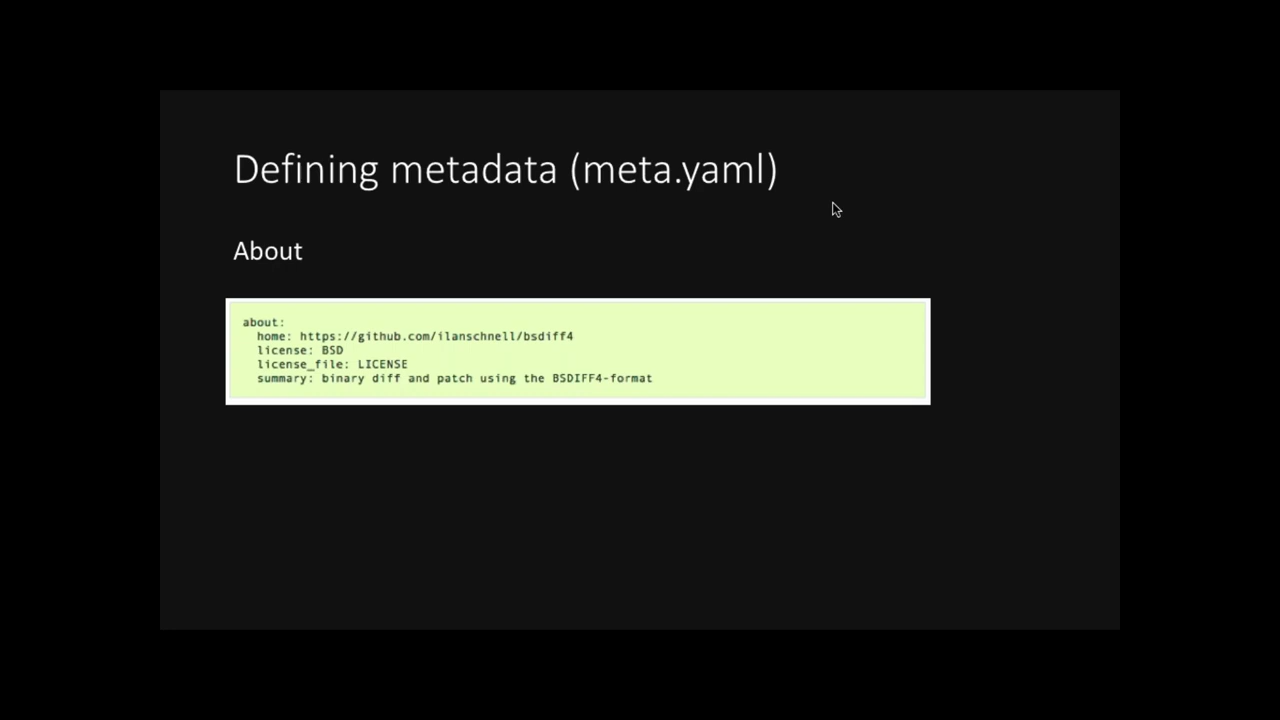 Defining metadata (meta.yaml)
About
about:
  home: https://github.com/ilanschnell/bsdiff4
  license: BSD
  license_file: LICENSE
  summary: binary diff and patch using the BSDIFF4-format